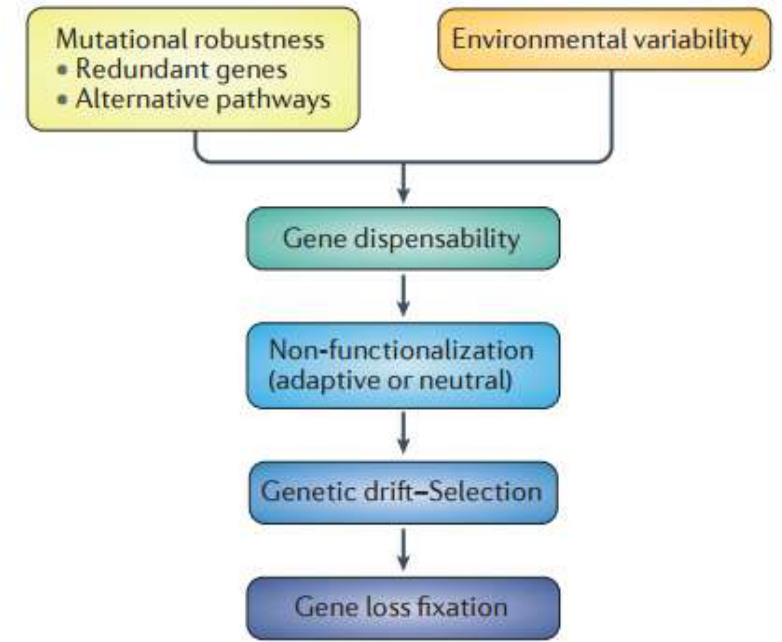 Mutational robustness
• Redundant genes
• Alternative pathways
Environmental variability
Gene dispensability
Non-functionalization
(adaptive or neutral)
Genetic drift–Selection
Gene loss fixation